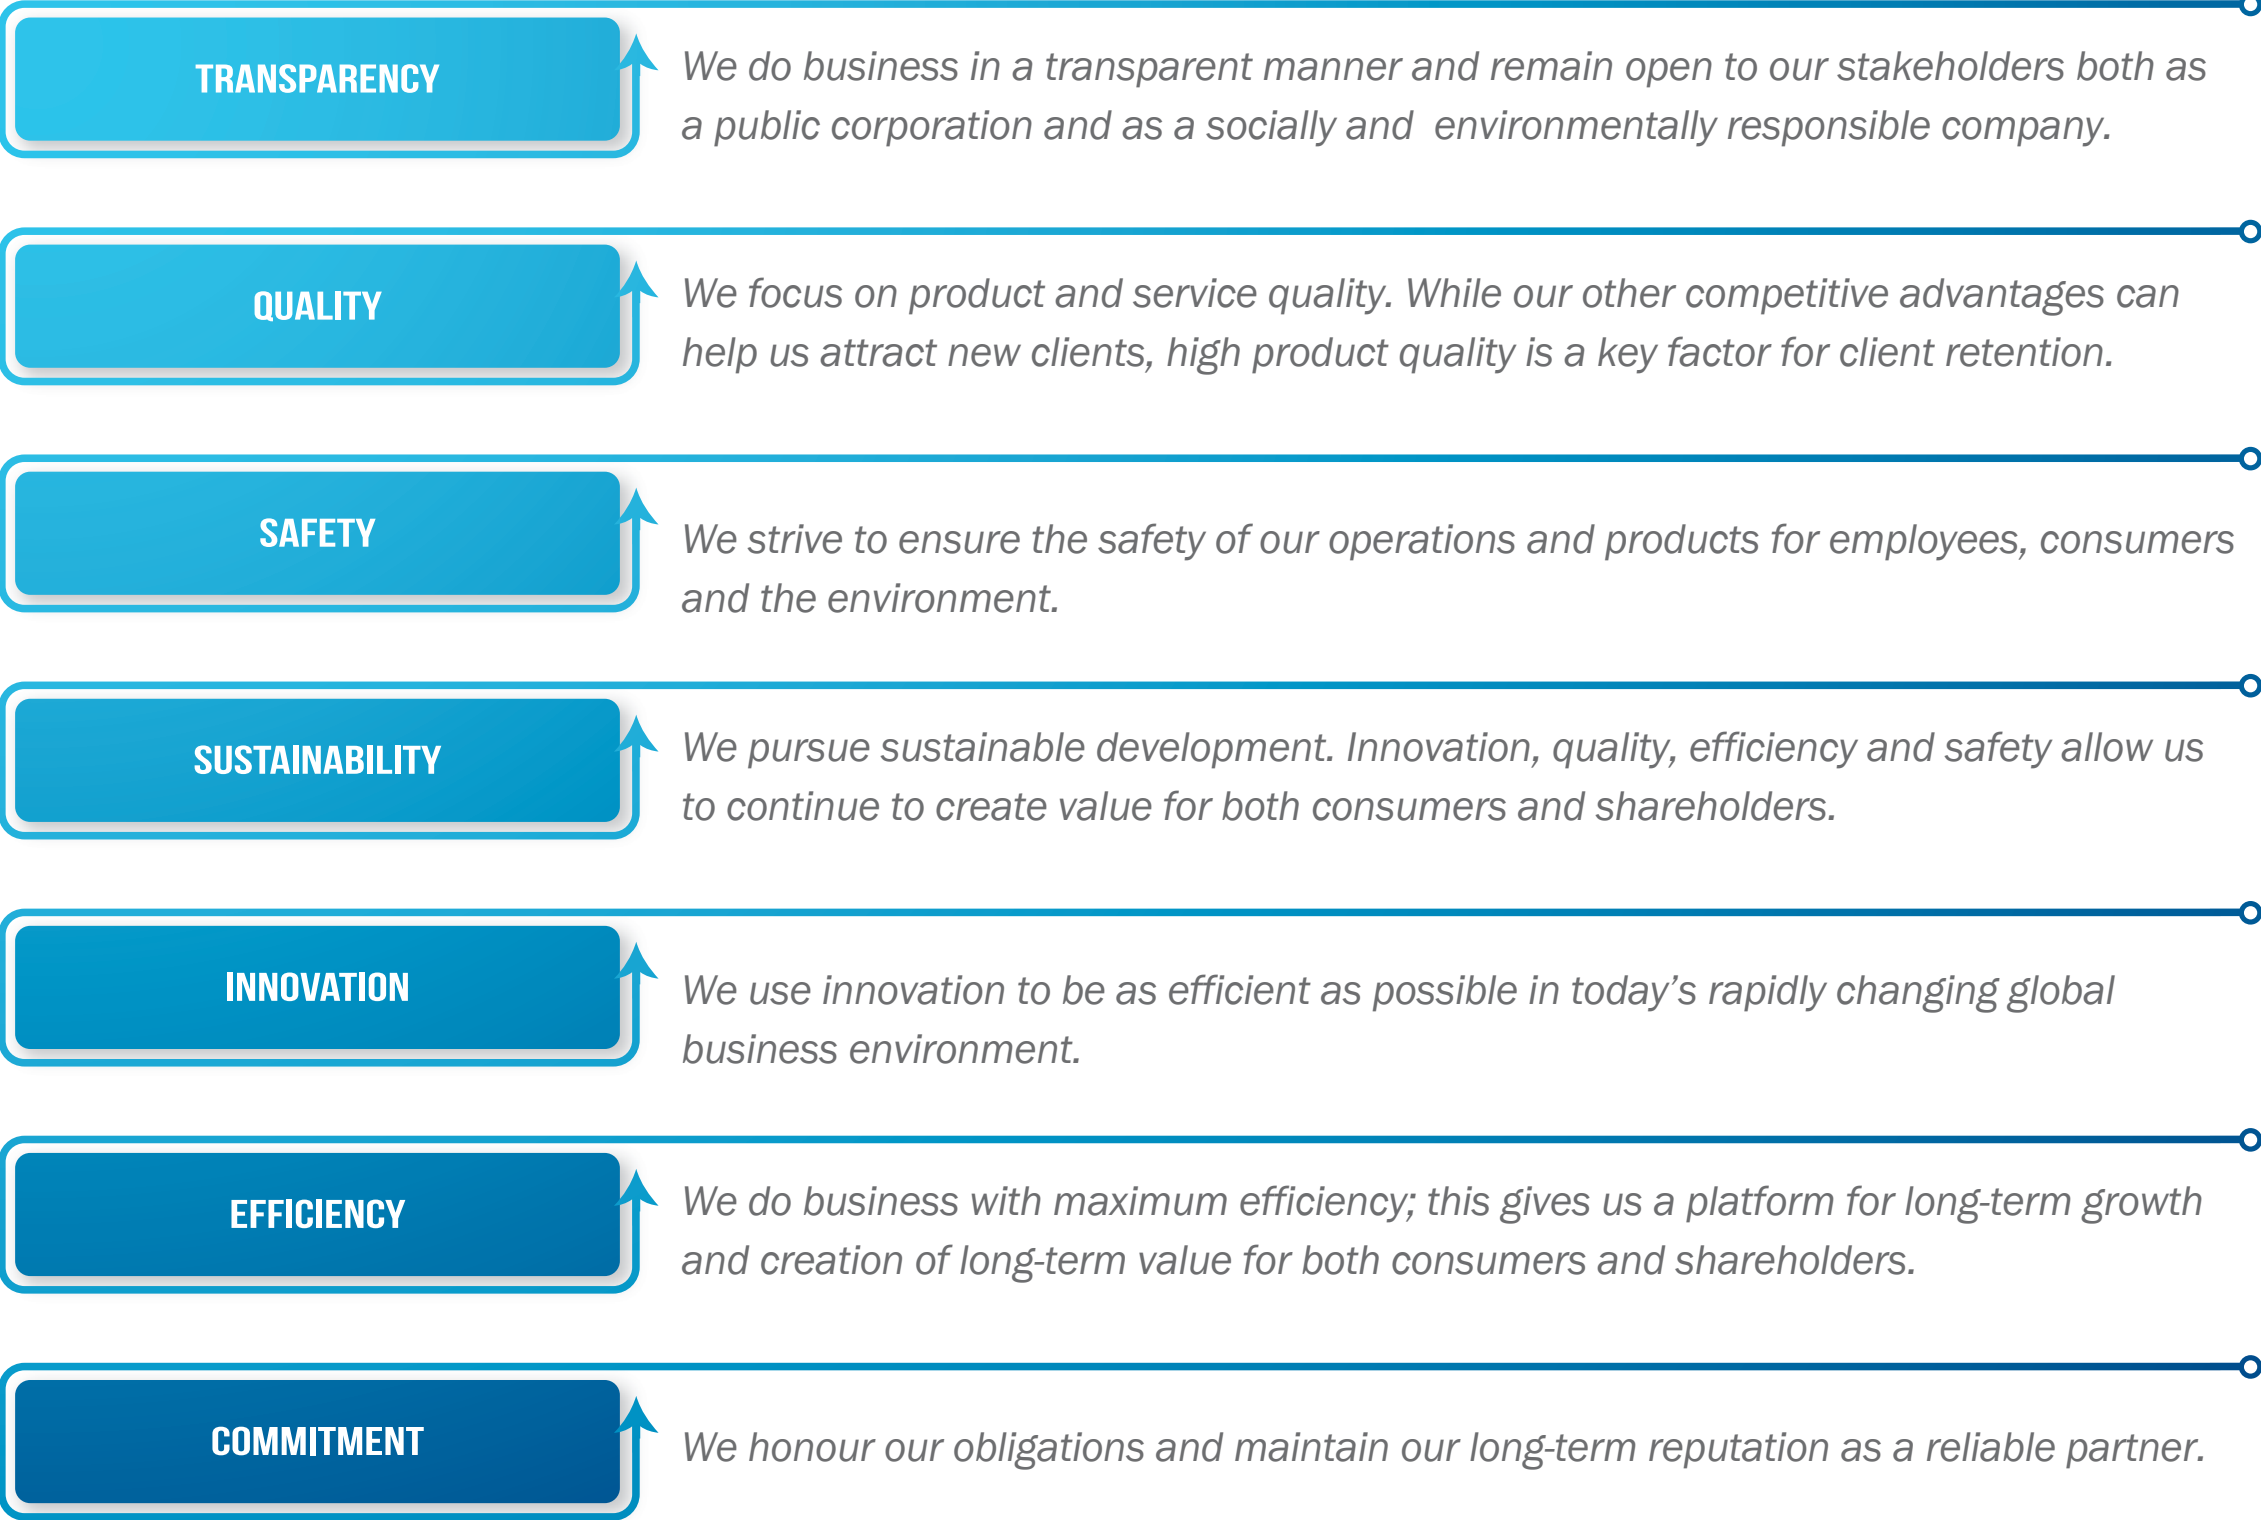 TRANSPARENCY
We do business in a transparent manner and remain open to our stakeholders both as
a public corporation and as a socially and  environmentally responsible company.
QUALITY
We focus on product and service quality. While our other competitive advantages can
help us attract new clients, high product quality is a key factor for client retention.
SAFETY
We strive to ensure the safety of our operations and products for employees, consumers
and the environment.
SUSTAINABILITY
We pursue sustainable development. Innovation, quality, efficiency and safety allow us
to continue to create value for both consumers and shareholders.
INNOVATION
We use innovation to be as efficient as possible in today’s rapidly changing global
business environment.
EFFICIENCY
We do business with maximum efficiency; this gives us a platform for long-term growth
and creation of long-term value for both consumers and shareholders.
COMMITMENT
We honour our obligations and maintain our long-term reputation as a reliable partner.